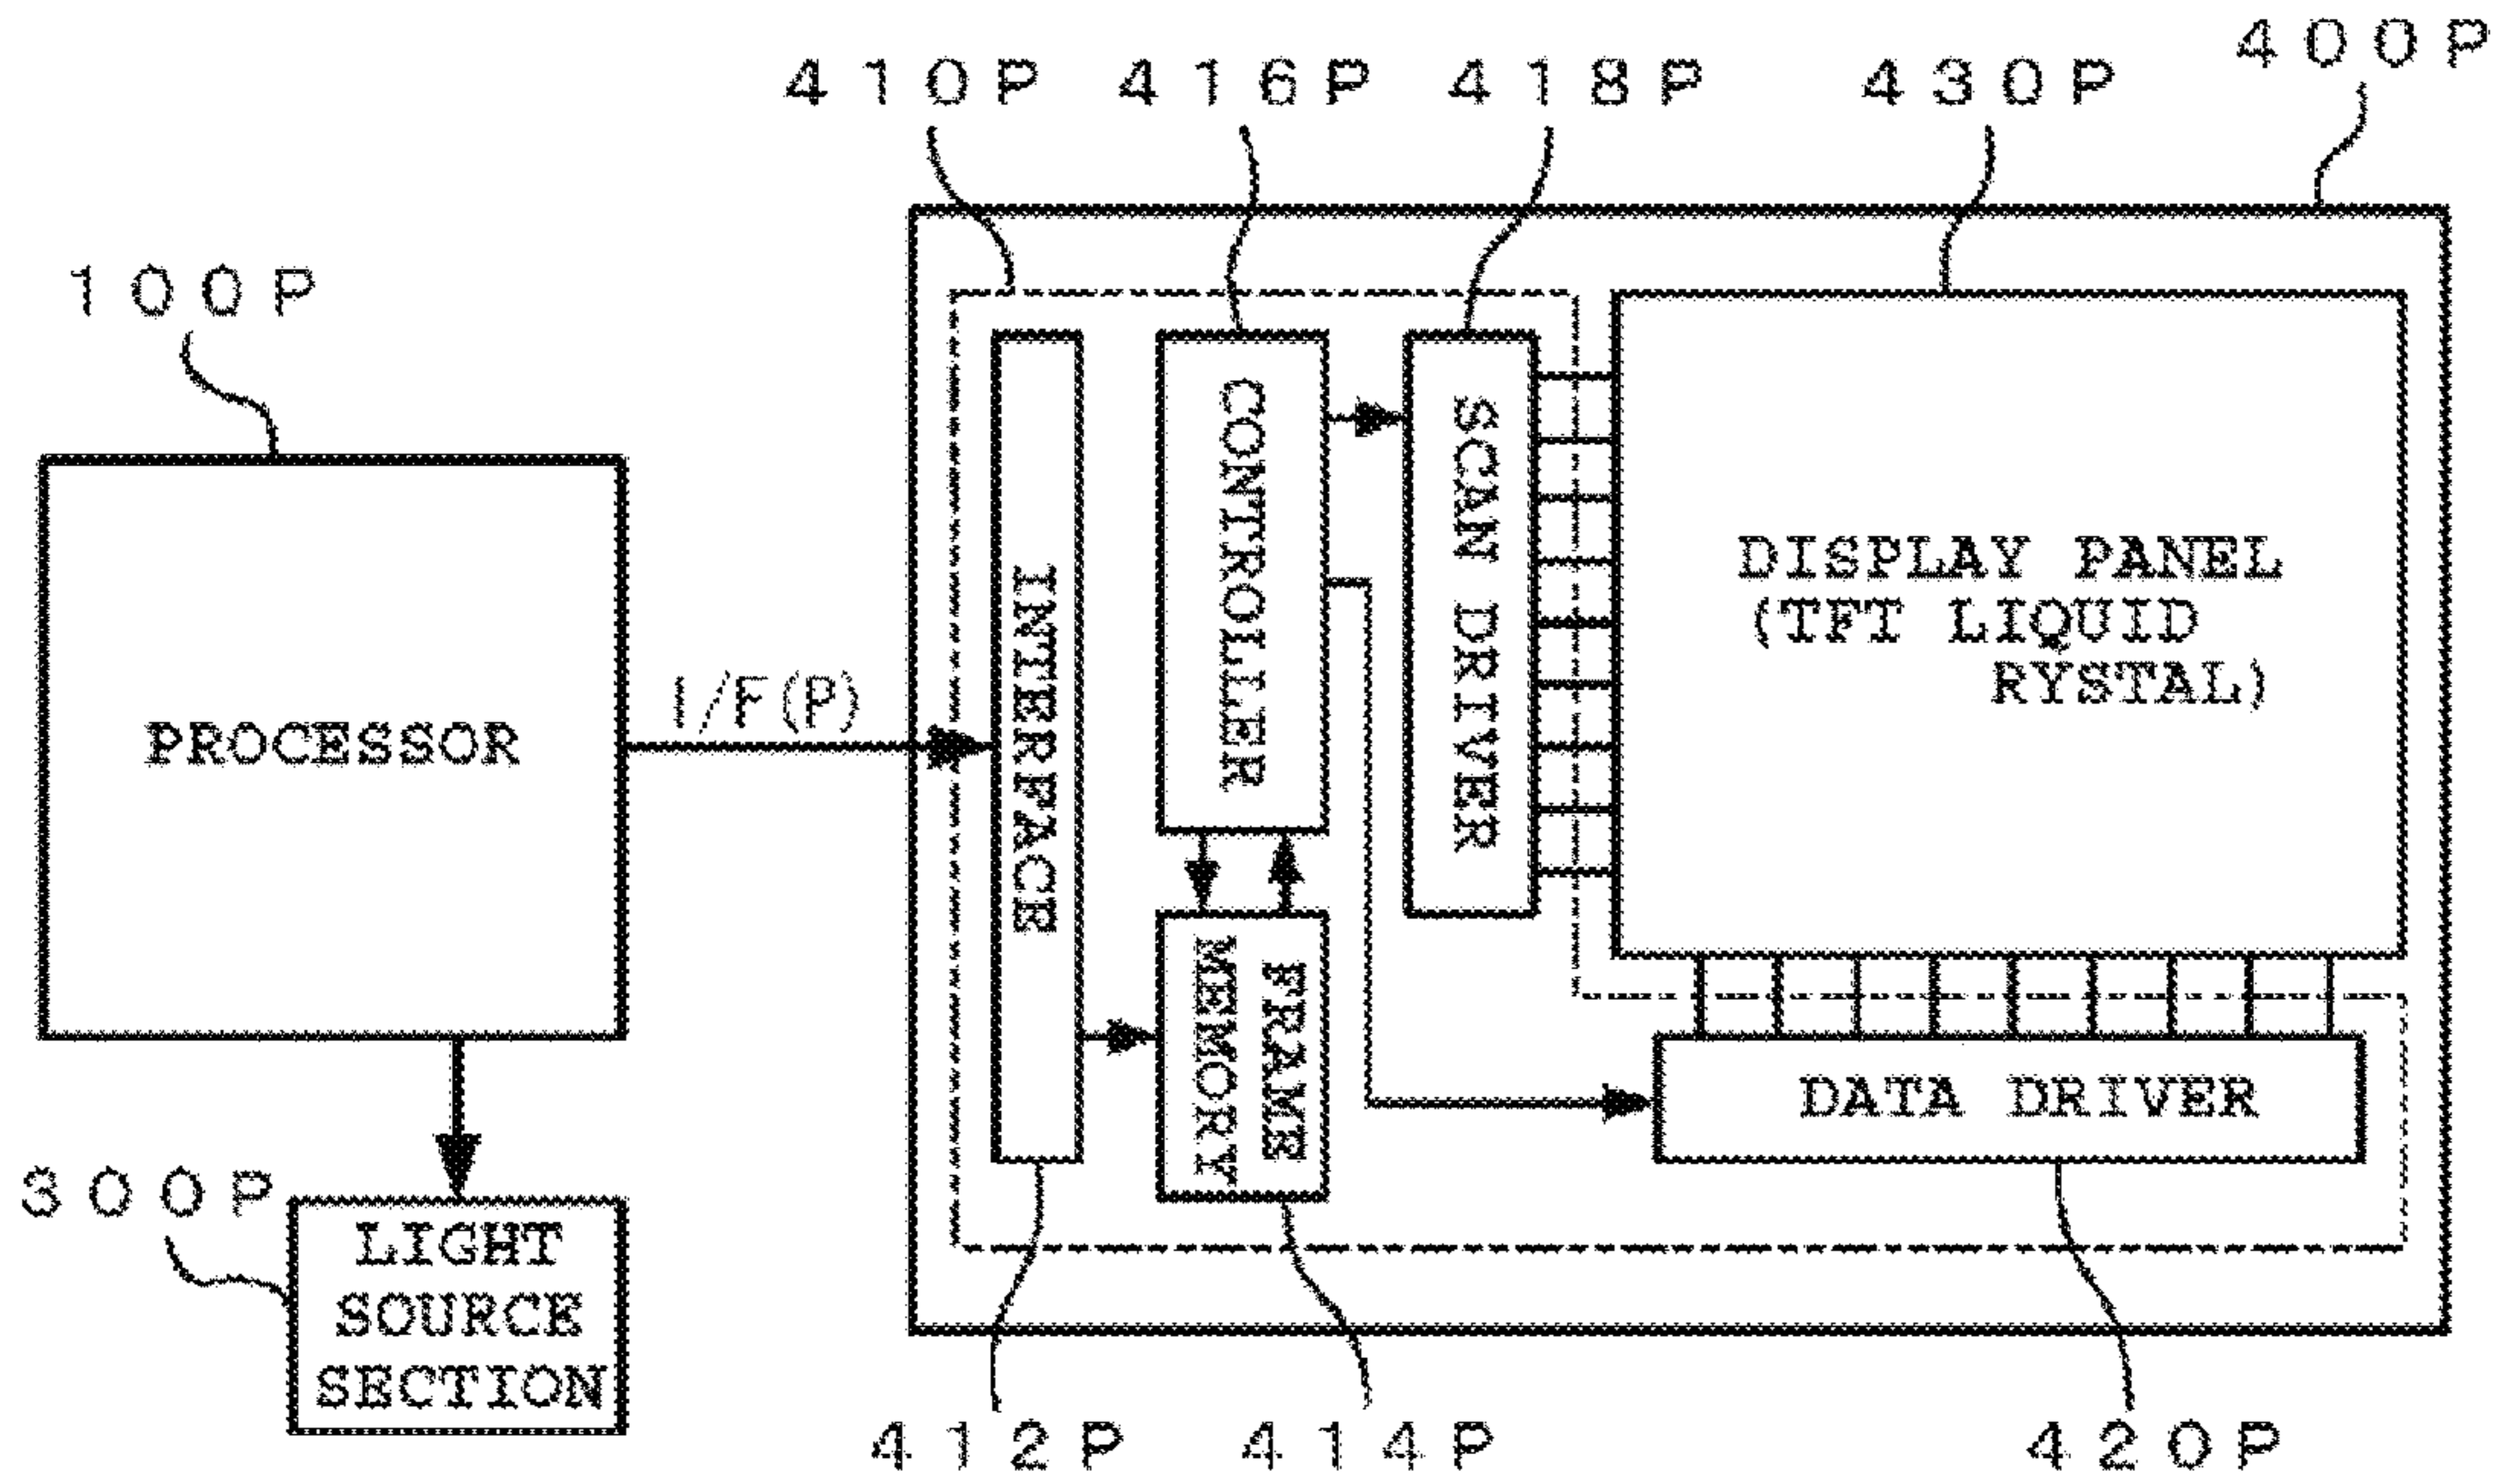 400P
410P 416P 418P 430P
100P
PROCESSOR
I/F(P)
INTERFACE
CONTROLLER
SCAN DRIVER
DISPLAY PANEL
(TFT LIQUID
RYSTAL)
FRAME
MEMORY
DATA DRIVER
300P
LIGHT
SOURCE
SECTION
412P 414P 420P